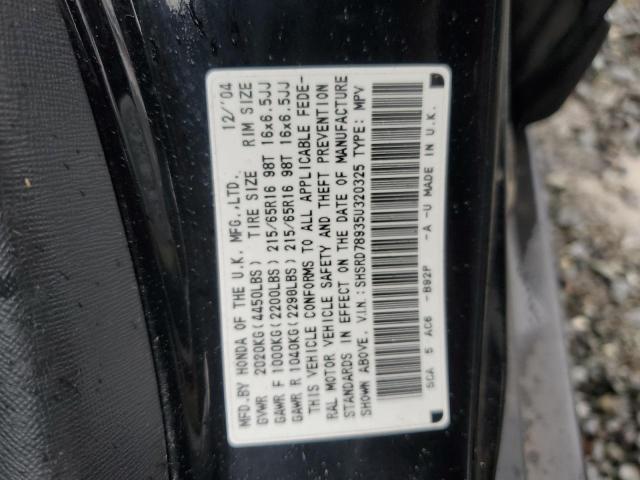 MFD.BY HONDA OF THE U.K. MFG.,LTD. 12/'04
GVWR 2020KG(4450LBS) TIRE SIZE RIM SIZE
GAWR F 1000KG(2200LBS) 215/65R16 98T 16x6.5JJ
GAWR R 1040KG(2290LBS) 215/65R16 98T 16x6.5JJ
THIS VEHICLE CONFORMS TO ALL APPLICABLE FEDE-
RAL MOTOR VEHICLE SAFETY AND THEFT PREVENTION
STANDARDS IN EFFECT ON THE DATE OF MANUFACTURE
SHOWN ABOVE. V.I.N:SHSRD78935U320325 TYPE: MPV
SCA 5 AC6 -B92P -A -U MADE IN U.K.